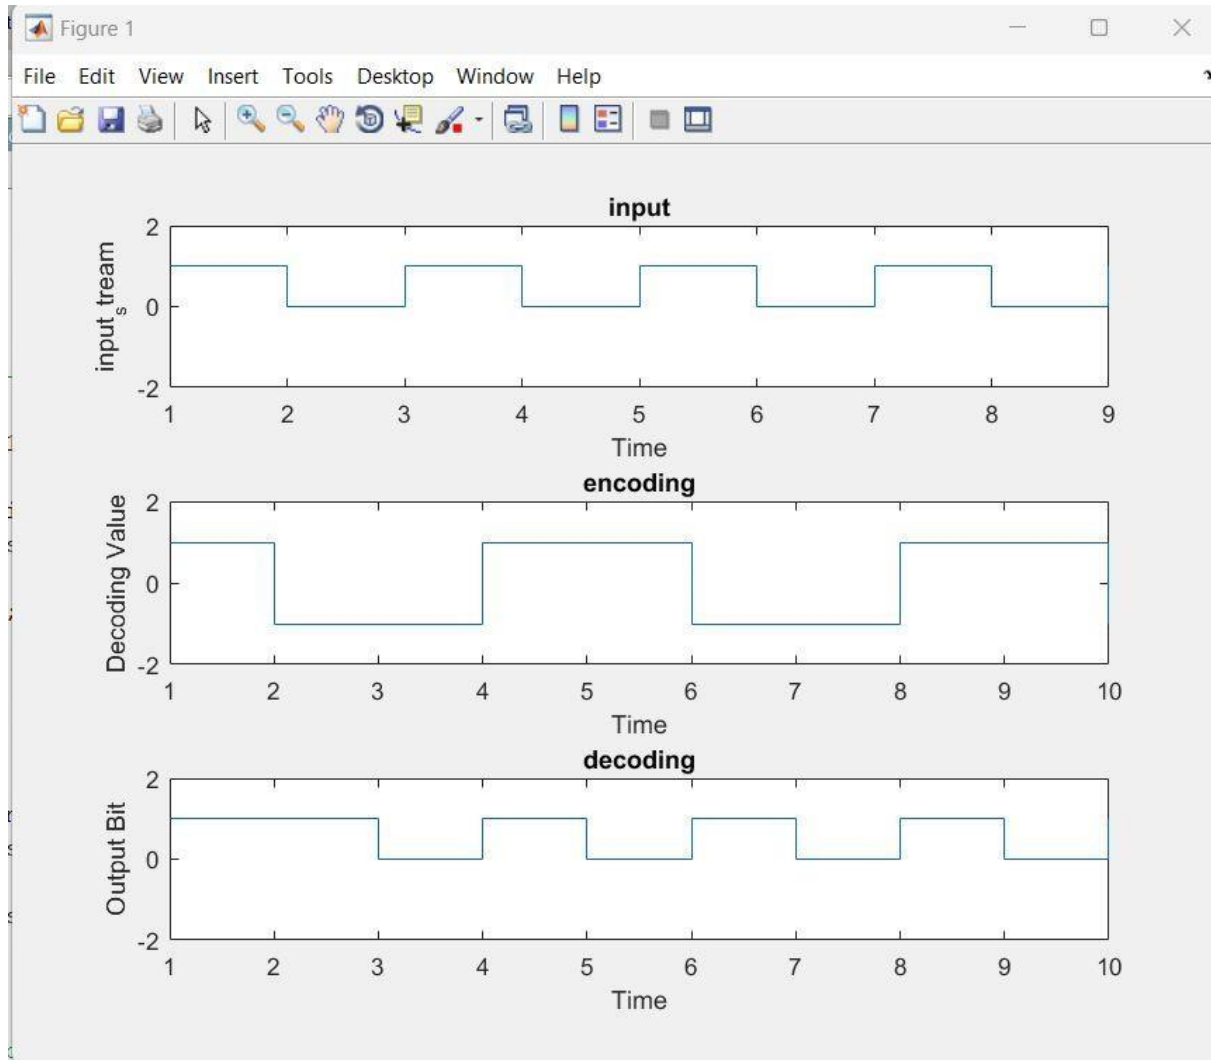 Figure 1
File Edit View Insert Tools Desktop Window Help
input
2
0
-2
input_stream
1 2 3 4 5 6 7 8 9
Time
encoding
2
0
-2
Decoding Value
1 2 3 4 5 6 7 8 9 10
Time
decoding
2
0
-2
Output Bit
1 2 3 4 5 6 7 8 9 10
Time